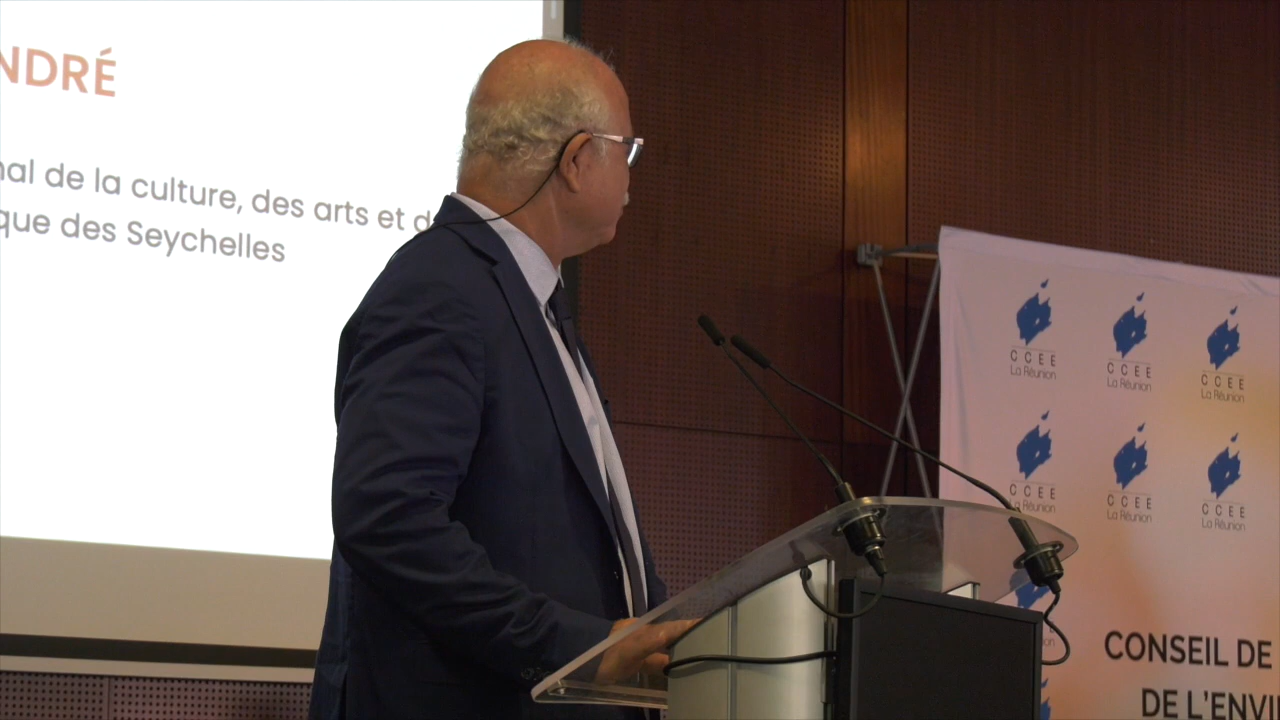 NDRÉ
nal de la culture, des arts et d
que des Seychelles
CCEE
La Réunion
CCEE
La Réunion
CCEE
La Réunion
CCEE
La Réunion
CCEE
La Réunion
CCEE
La Réunion
CONSEIL DE
DE L'ENVI